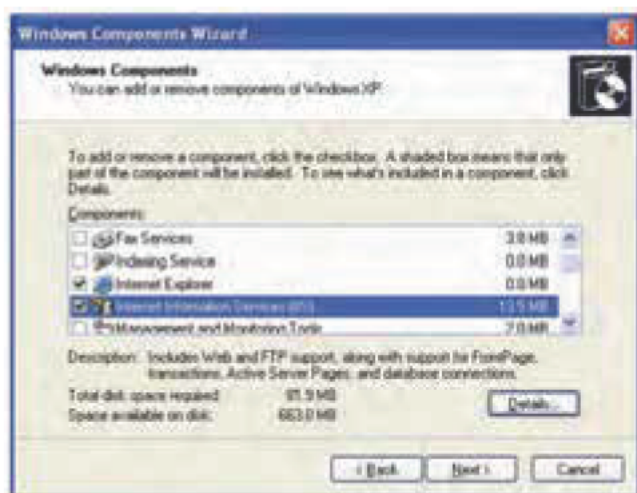 Windows Components Wizard
Windows Components
You can add or remove components of Windows XP.
To add or remove a component, click the checkbox. A shaded box means that only
part of the component will be installed. To see what's included in a component, click
Details.
Components:
Fax Services 3.8 MB
Indexing Service 0.0 MB
Internet Explorer 0.0 MB
Internet Information Services (IIS) 13.5 MB
Management and Monitoring Tools 2.0 MB
Description: Includes Web and FTP support, along with support for FrontPage,
transactions, Active Server Pages, and database connections.
Total disk space required: 81.9 MB
Space available on disk: 663.0 MB
Details...
< Back
Next >
Cancel